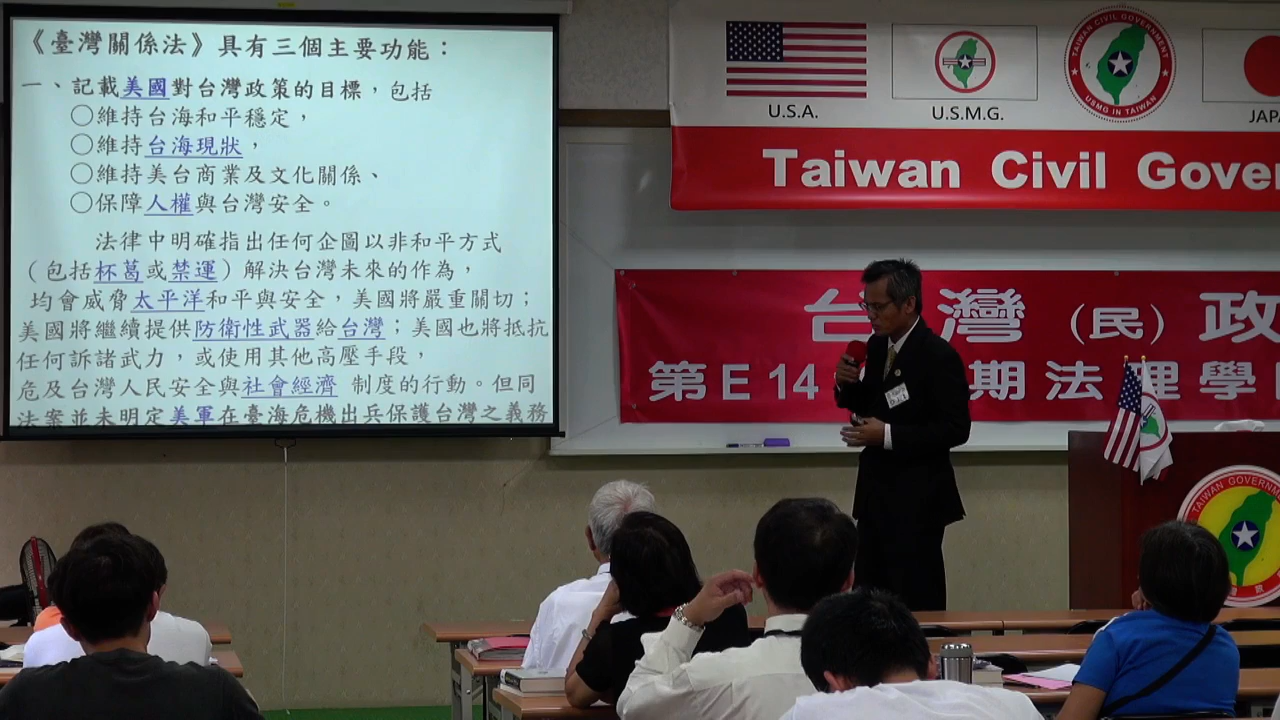 《臺灣關係法》具有三個主要功能：
一、記載美國對台灣政策的目標，包括
○維持台海和平穩定，
○維持台海現狀，
○維持美台商業及文化關係、
○保障人權與台灣安全。
法律中明確指出任何企圖以非和平方式
（包括杯葛或禁運）解決台灣未來的作為，
均會威脅太平洋和平與安全，美國將嚴重關切；
美國將繼續提供防衛性武器給台灣；美國也將抵抗
任何訴諸武力，或使用其他高壓手段，
危及台灣人民安全與社會經濟 制度的行動。但同
法案並未明定美軍在臺海危機出兵保護台灣之義務
U.S.A.
U.S.M.G.
TAIWAN CIVIL GOVERNMENT
USMG IN TAIWAN
JAPA
Taiwan Civil Gove
台灣（民）政
第E14 期法理學
TAIWAN GOVERNMENT